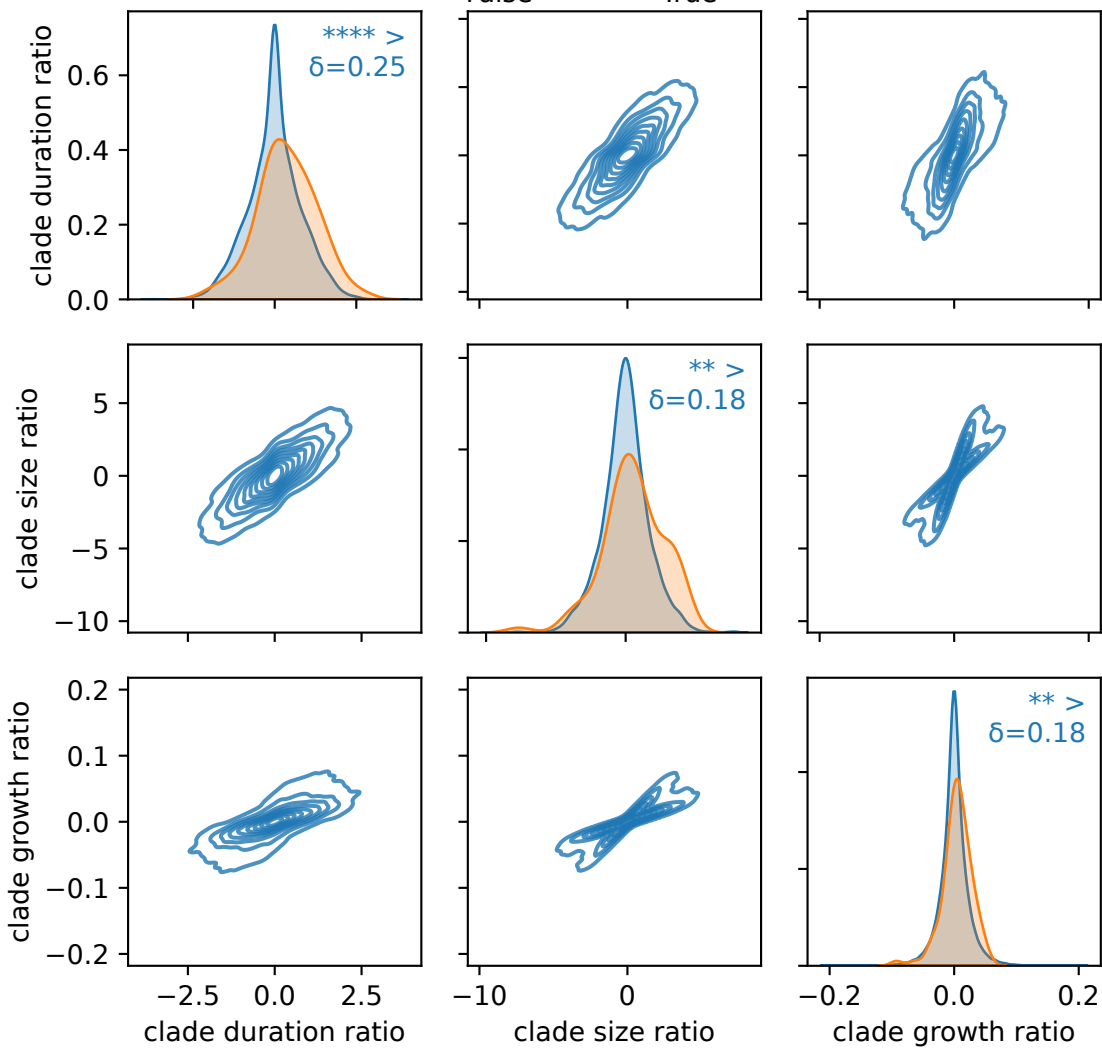 clade duration ratio
0.6
0.4
0.2
0.0
**** >
δ=0.25
clade size ratio
5
0
−5
−10
** >
δ=0.18
clade growth ratio
0.2
0.1
0.0
−0.1
−0.2
** >
δ=0.18
−2.5 0.0 2.5
−10 0
−0.2 0.0 0.2
clade duration ratio
clade size ratio
clade growth ratio